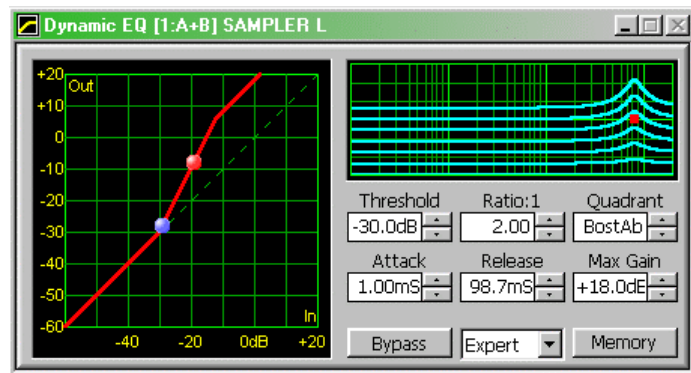 Dynamic EQ [1:A+B] SAMPLER L
+20
Out
+10
0
-10
-20
-30
-40
-50
-60
In
-40 -20 0dB +20
Threshold Ratio:1 Quadrant
-30.0dB 2.00 BostAb
Attack Release Max Gain
1.00mS 98.7mS +18.0dE
Bypass Expert Memory